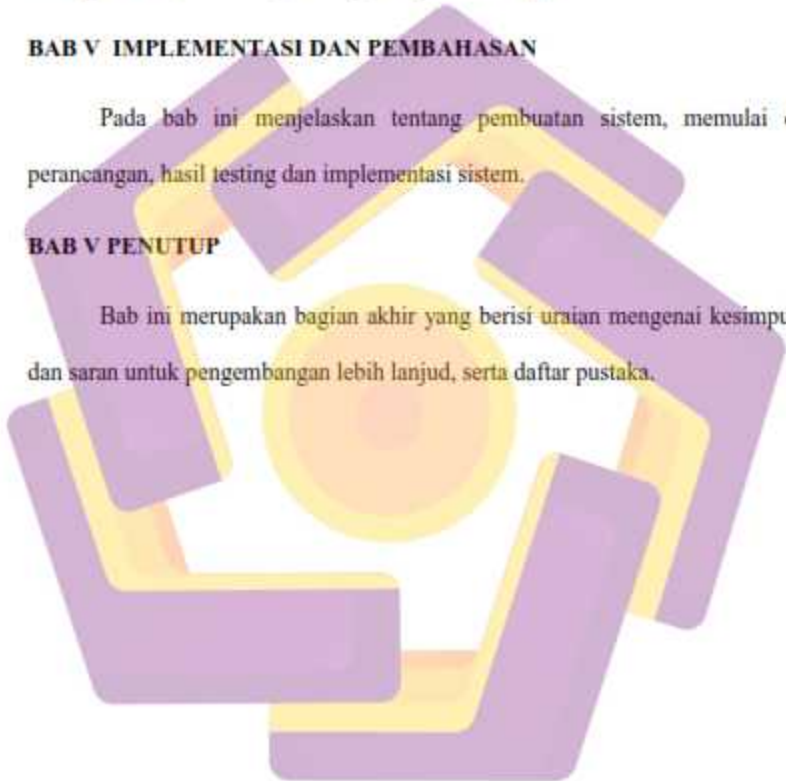 BAB V IMPLEMENTASI DAN PEMBAHASAN
Pada bab ini menjelaskan tentang pembuatan sistem, memulai
perancangan, hasil testing dan implementasi sistem.
BAB V PENUTUP
Bab ini merupakan bagian akhir yang berisi uraian mengenai kesimpu
dan saran untuk pengembangan lebih lanjud, serta daftar pustaka.